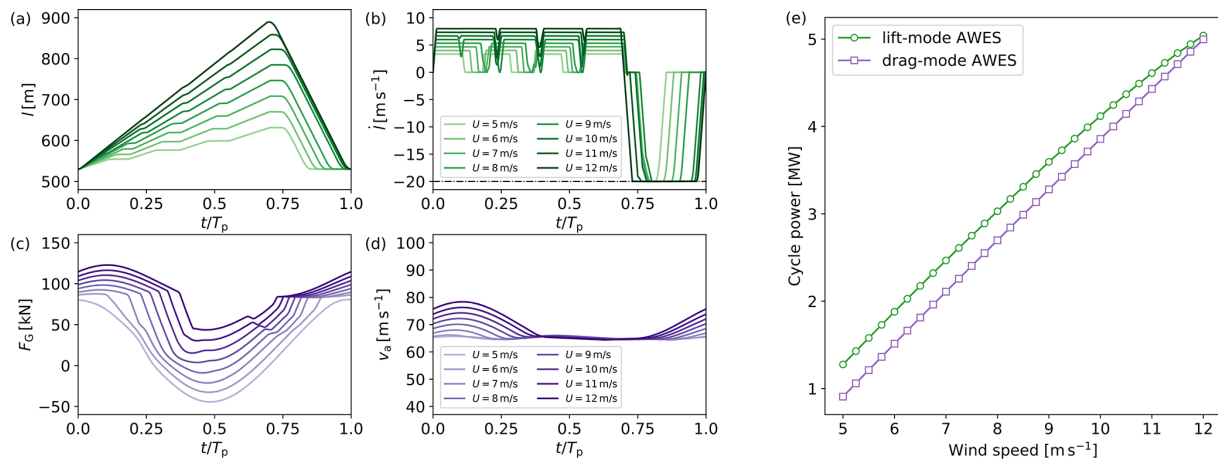 (a)
900
800
700
600
500
l [m]
0.0 0.25 0.5 0.75 1.0
t/Tₚ
(b)
10
5
0
−5
−10
−15
−20
l̇ [m s⁻¹]
U = 5 m/s U = 9 m/s
U = 6 m/s U = 10 m/s
U = 7 m/s U = 11 m/s
U = 8 m/s U = 12 m/s
0.0 0.25 0.5 0.75 1.0
t/Tₚ
(c)
150
100
50
0
−50
F_G [kN]
0.0 0.25 0.5 0.75 1.0
t/Tₚ
(d)
100
90
80
70
60
50
40
vₐ [m s⁻¹]
U = 5 m/s U = 9 m/s
U = 6 m/s U = 10 m/s
U = 7 m/s U = 11 m/s
U = 8 m/s U = 12 m/s
0.0 0.25 0.5 0.75 1.0
t/Tₚ
(e)
lift-mode AWES
drag-mode AWES
5
4
3
2
1
Cycle power [MW]
5 6 7 8 9 10 11 12
Wind speed [m s⁻¹]